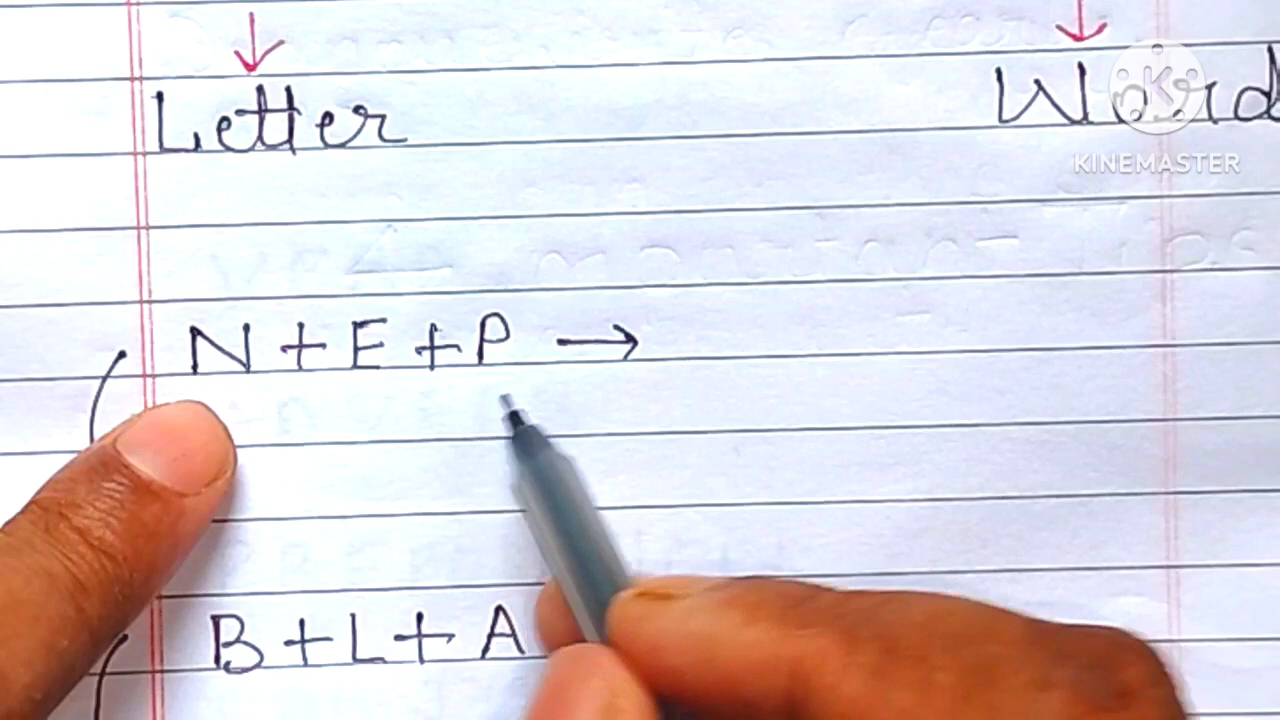 Letter Word
KINEMASTER
N + E + P →
B + L + A